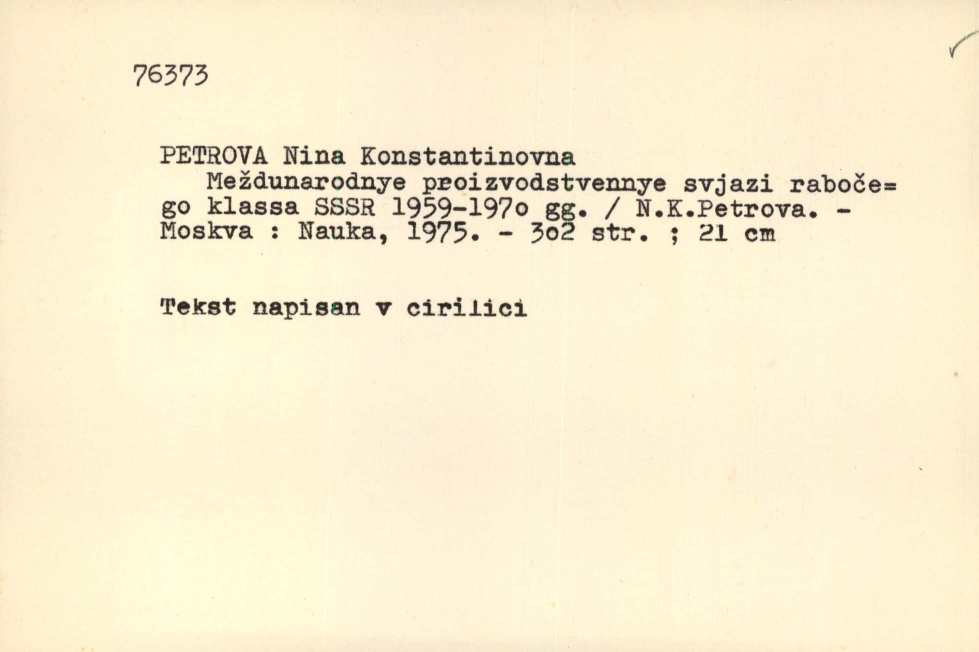 76373
PETROVA Nina Konstantinovna
Meždunarodnye proizvodstvennye svjazi raboče=
go klassa SSSR 1959-197o gg. / N.K.Petrova. -
Moskva : Nauka, 1975. - 3o2 str. ; 21 cm
Tekst napisan v cirilici